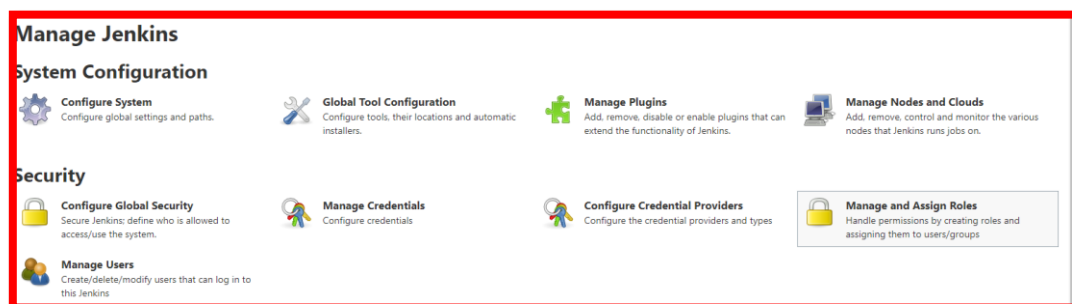 Manage Jenkins
System Configuration
Configure System
Configure global settings and paths.
Global Tool Configuration
Configure tools, their locations and automatic
installers.
Manage Plugins
Add, remove, disable or enable plugins that can
extend the functionality of Jenkins.
Manage Nodes and Clouds
Add, remove, control and monitor the various
nodes that Jenkins runs jobs on.
Security
Configure Global Security
Secure Jenkins; define who is allowed to
access/use the system.
Manage Credentials
Configure credentials
Configure Credential Providers
Configure the credential providers and types
Manage and Assign Roles
Handle permissions by creating roles and
assigning them to users/groups
Manage Users
Create/delete/modify users that can log in to
this Jenkins